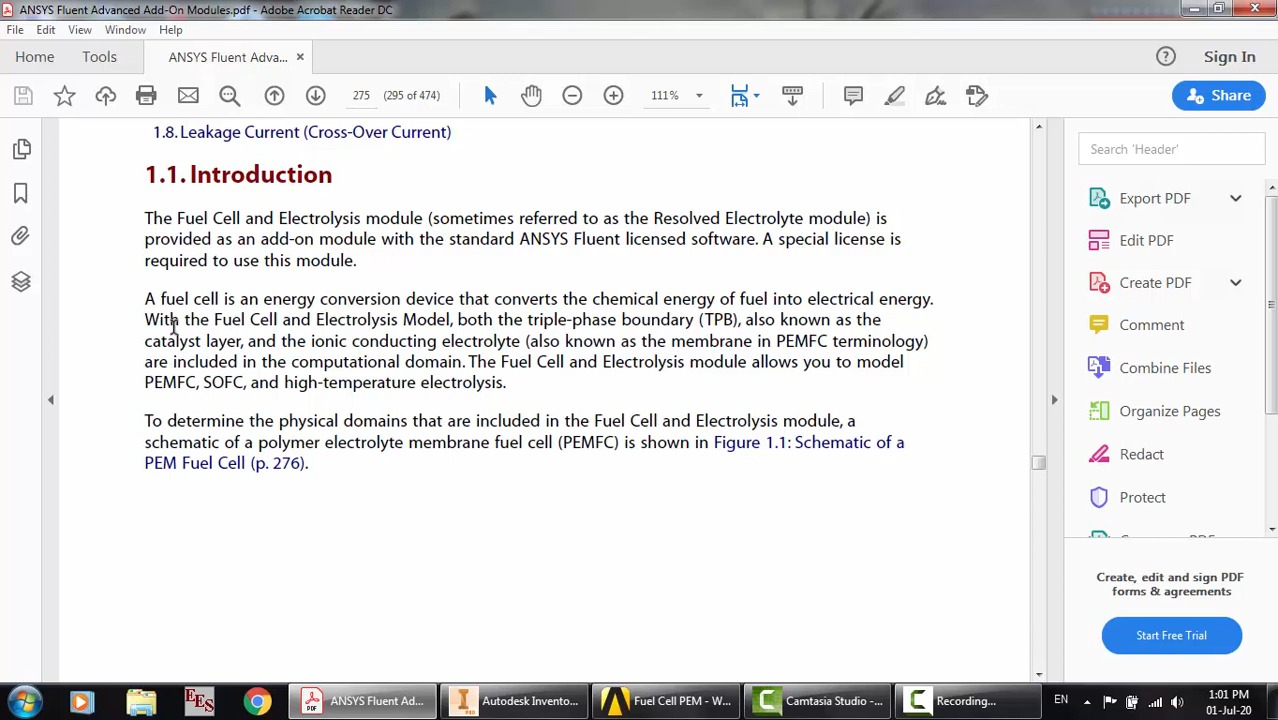 ANSYS Fluent Advanced Add-On Modules.pdf - Adobe Acrobat Reader DC
File Edit View Window Help
Home Tools ANSYS Fluent Adva... × Sign In
275 (295 of 474) 111% Share
1.8. Leakage Current (Cross-Over Current)
1.1. Introduction
The Fuel Cell and Electrolysis module (sometimes referred to as the Resolved Electrolyte module) is
provided as an add-on module with the standard ANSYS Fluent licensed software. A special license is
required to use this module.
A fuel cell is an energy conversion device that converts the chemical energy of fuel into electrical energy.
With the Fuel Cell and Electrolysis Model, both the triple-phase boundary (TPB), also known as the
catalyst layer, and the ionic conducting electrolyte (also known as the membrane in PEMFC terminology)
are included in the computational domain. The Fuel Cell and Electrolysis module allows you to model
PEMFC, SOFC, and high-temperature electrolysis.
To determine the physical domains that are included in the Fuel Cell and Electrolysis module, a
schematic of a polymer electrolyte membrane fuel cell (PEMFC) is shown in Figure 1.1: Schematic of a
PEM Fuel Cell (p. 276).
Search 'Header'
Export PDF
Edit PDF
Create PDF
Comment
Combine Files
Organize Pages
Redact
Protect
Create, edit and sign PDF
forms & agreements
Start Free Trial
EES ANSYS Fluent Ad... Autodesk Invento... Fuel Cell PEM - W... Camtasia Studio -... Recording... EN 1:01 PM
01-Jul-20